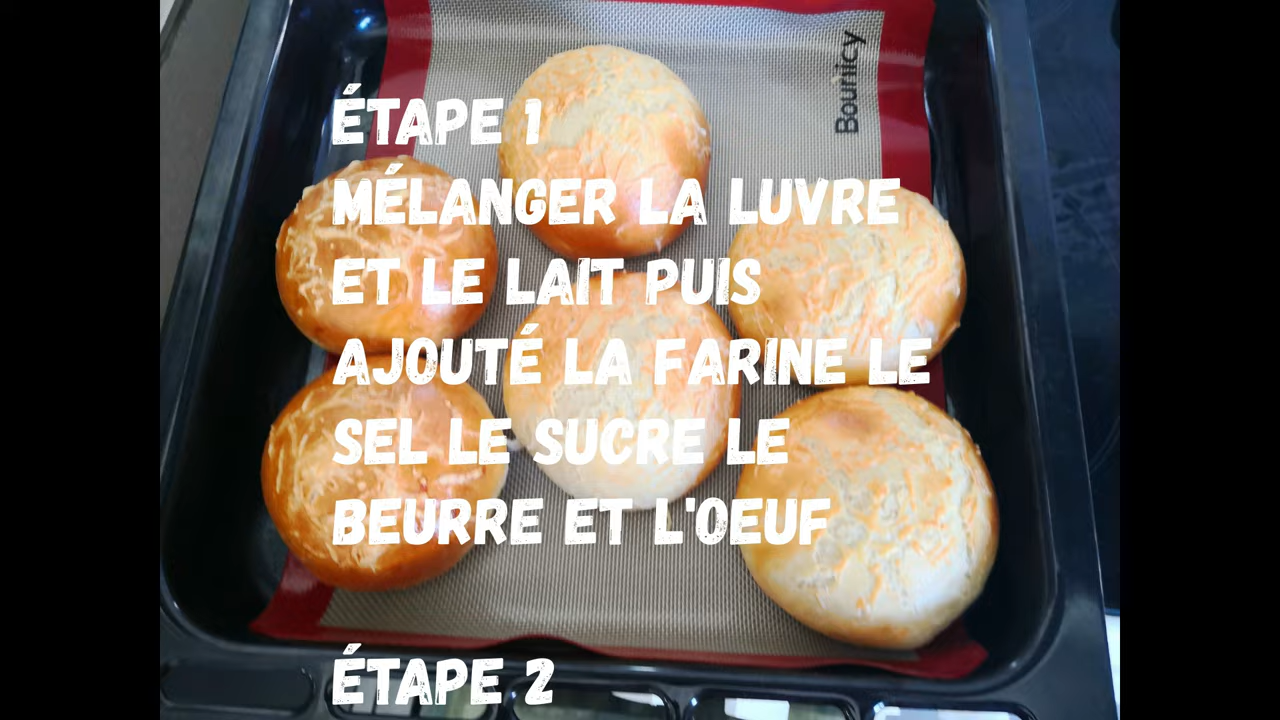 ÉTAPE 1
MÉLANGER LA LUVRE
ET LE LAIT PUIS
AJOUTÉ LA FARINE LE
SEL LE SUCRE LE
BEURRE ET L'OEUF
ÉTAPE 2
Bounicy